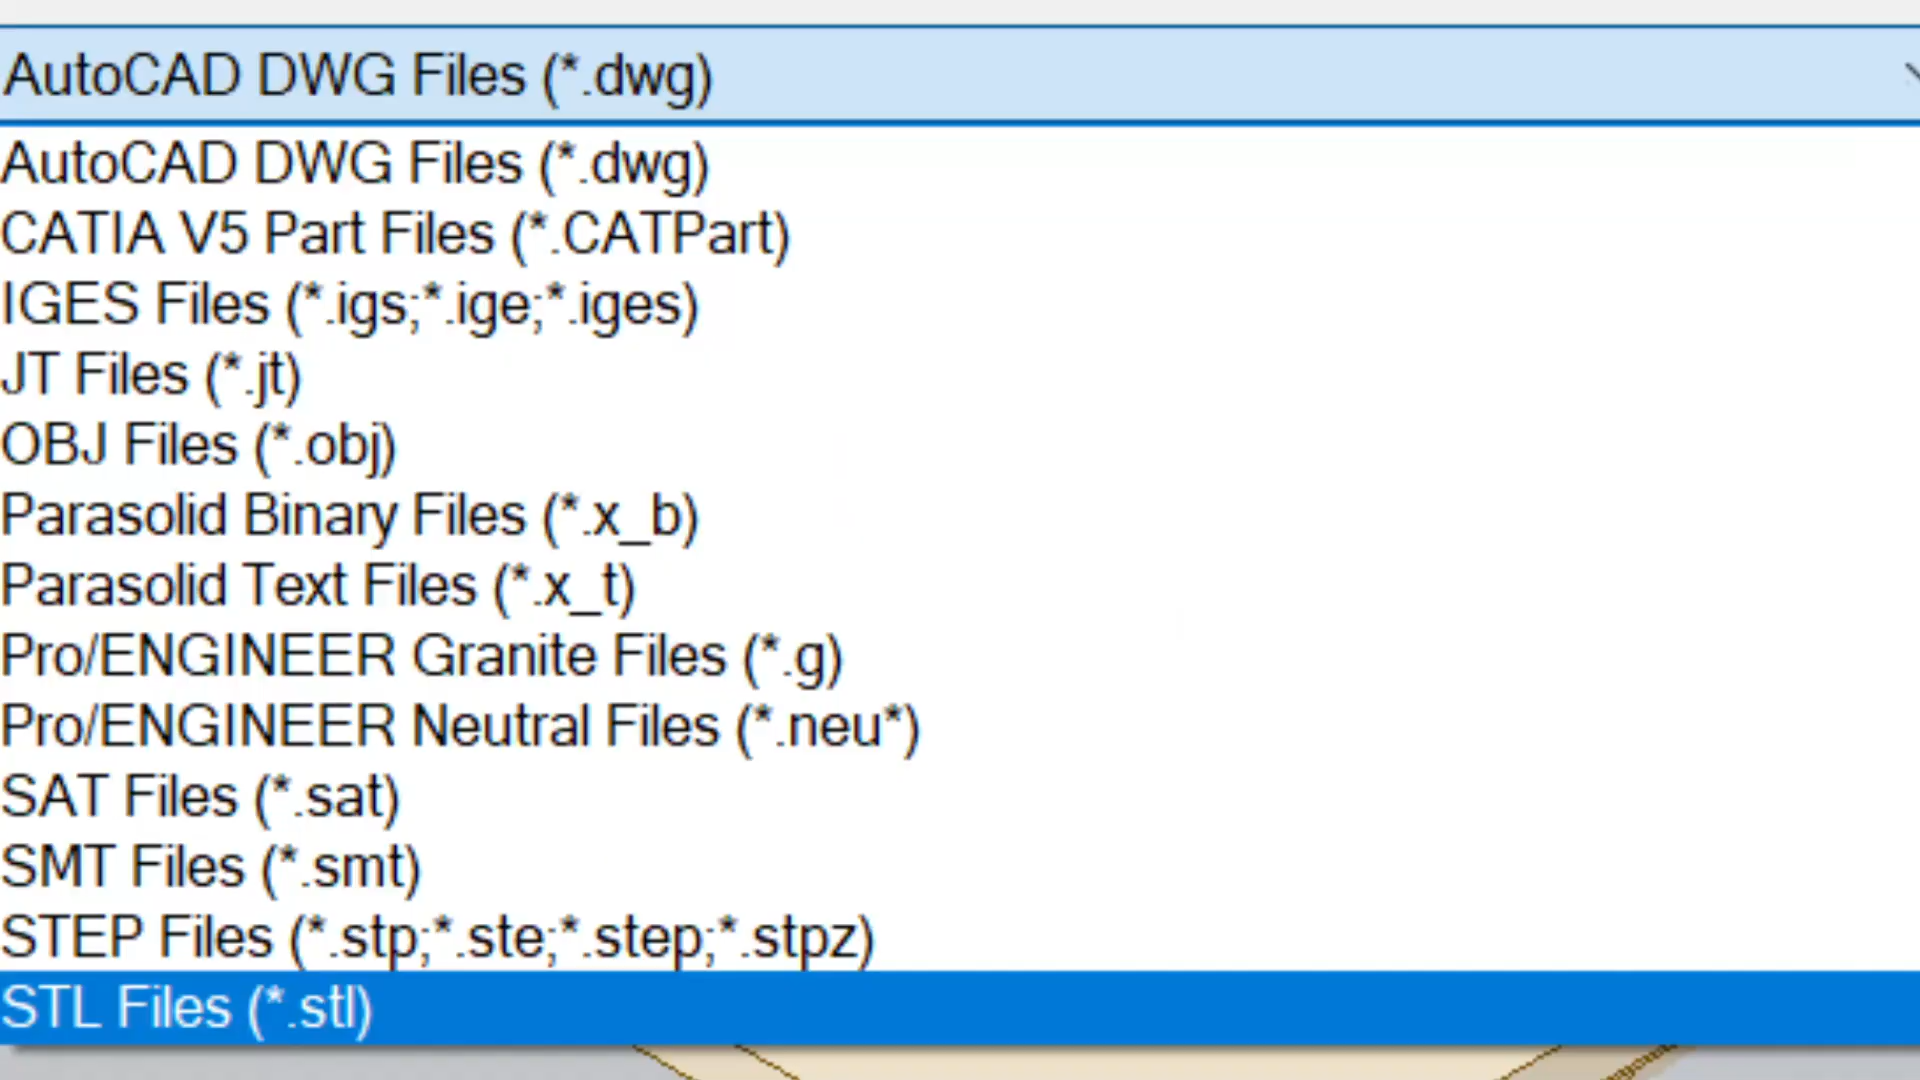 AutoCAD DWG Files (*.dwg)
AutoCAD DWG Files (*.dwg)
CATIA V5 Part Files (*.CATPart)
IGES Files (*.igs;*.ige;*.iges)
JT Files (*.jt)
OBJ Files (*.obj)
Parasolid Binary Files (*.x_b)
Parasolid Text Files (*.x_t)
Pro/ENGINEER Granite Files (*.g)
Pro/ENGINEER Neutral Files (*.neu*)
SAT Files (*.sat)
SMT Files (*.smt)
STEP Files (*.stp;*.ste;*.step;*.stpz)
STL Files (*.stl)